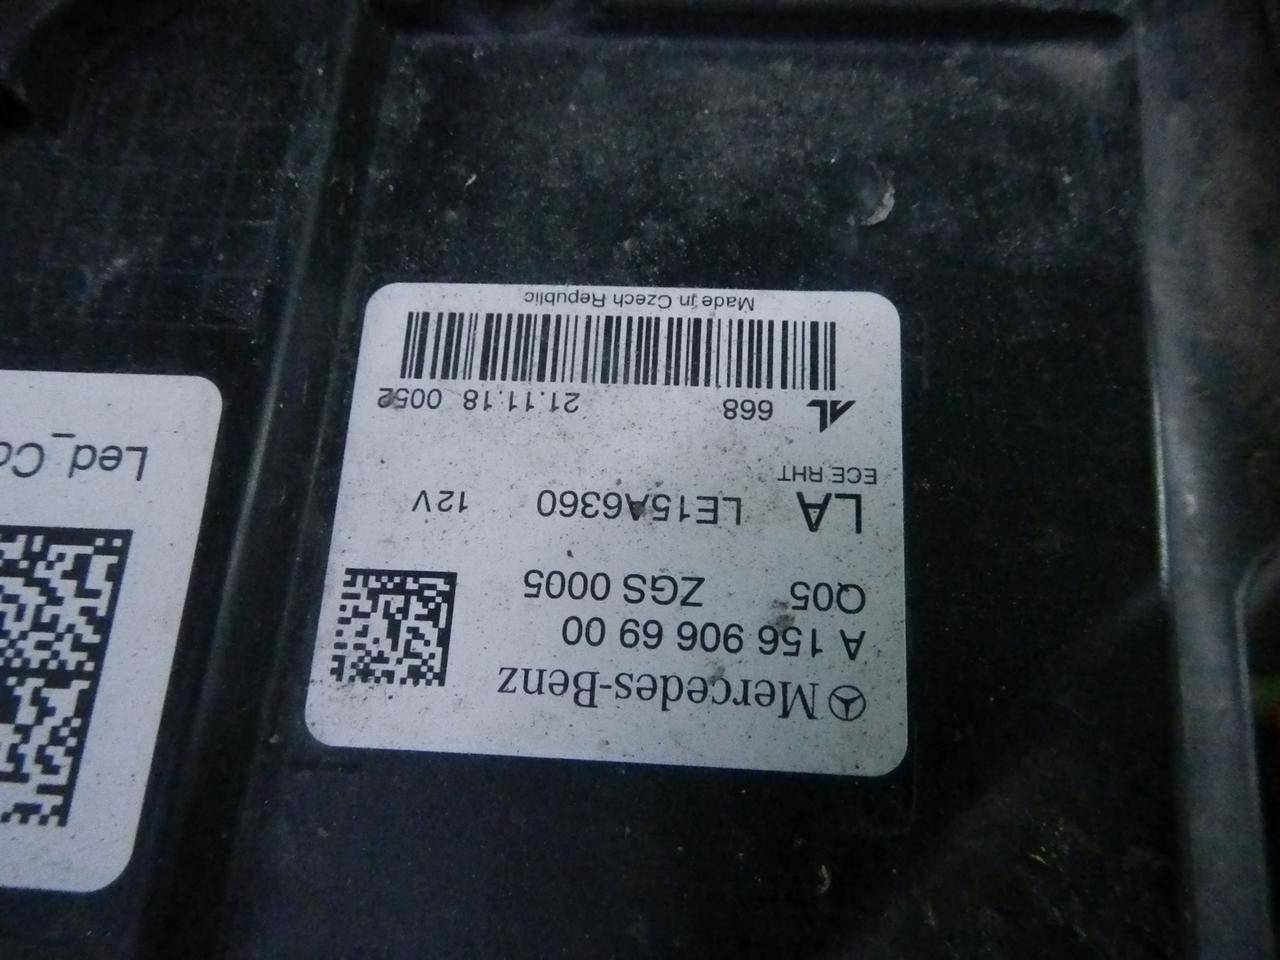 Mercedes-Benz
A 156 906 69 00
Q05 ZGS 0005
LA LE15A6360 12V
ECE RHT
AL 668 21.11.18 0052
Made in Czech Republic
Led_Co